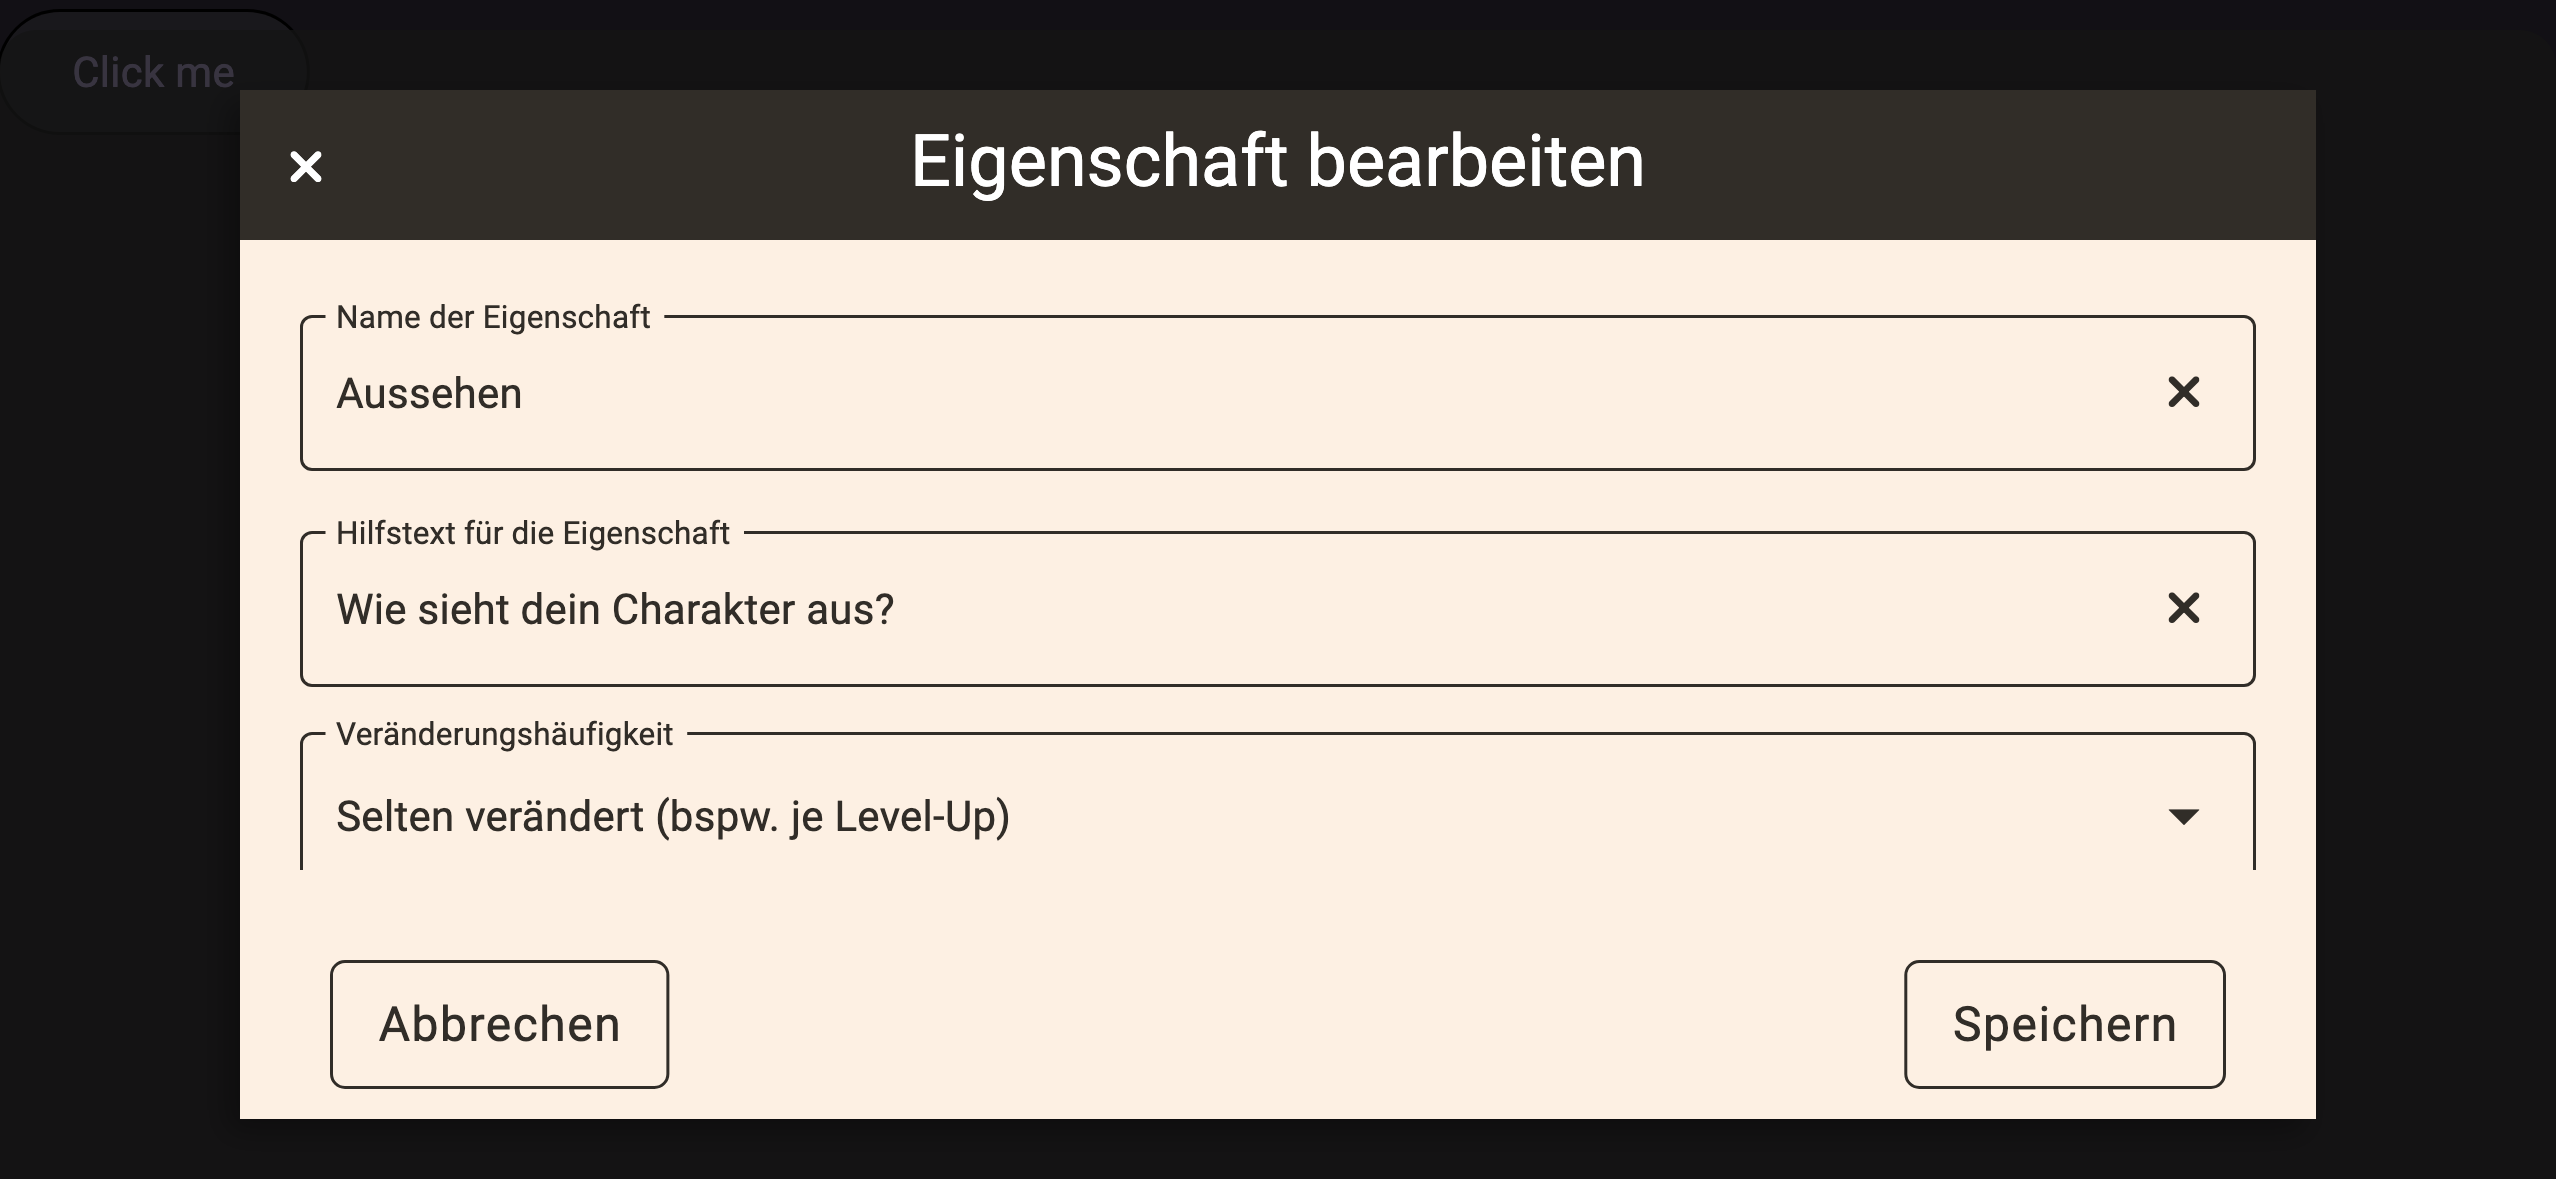 Click me
Eigenschaft bearbeiten
Name der Eigenschaft
Aussehen
Hilfstext für die Eigenschaft
Wie sieht dein Charakter aus?
Veränderungshäufigkeit
Selten verändert (bspw. je Level-Up)
Abbrechen
Speichern